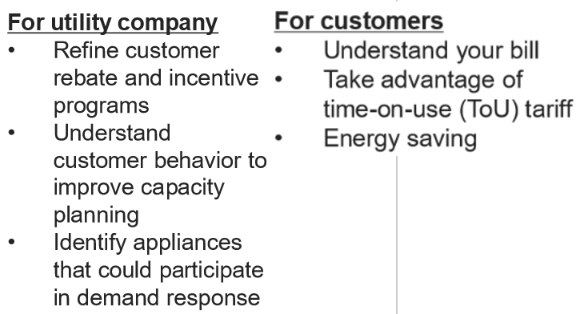 For utility company
• Refine customer
rebate and incentive
programs
• Understand
customer behavior to
improve capacity
planning
• Identify appliances
that could participate
in demand response
For customers
• Understand your bill
• Take advantage of
time-on-use (ToU) tariff
• Energy saving